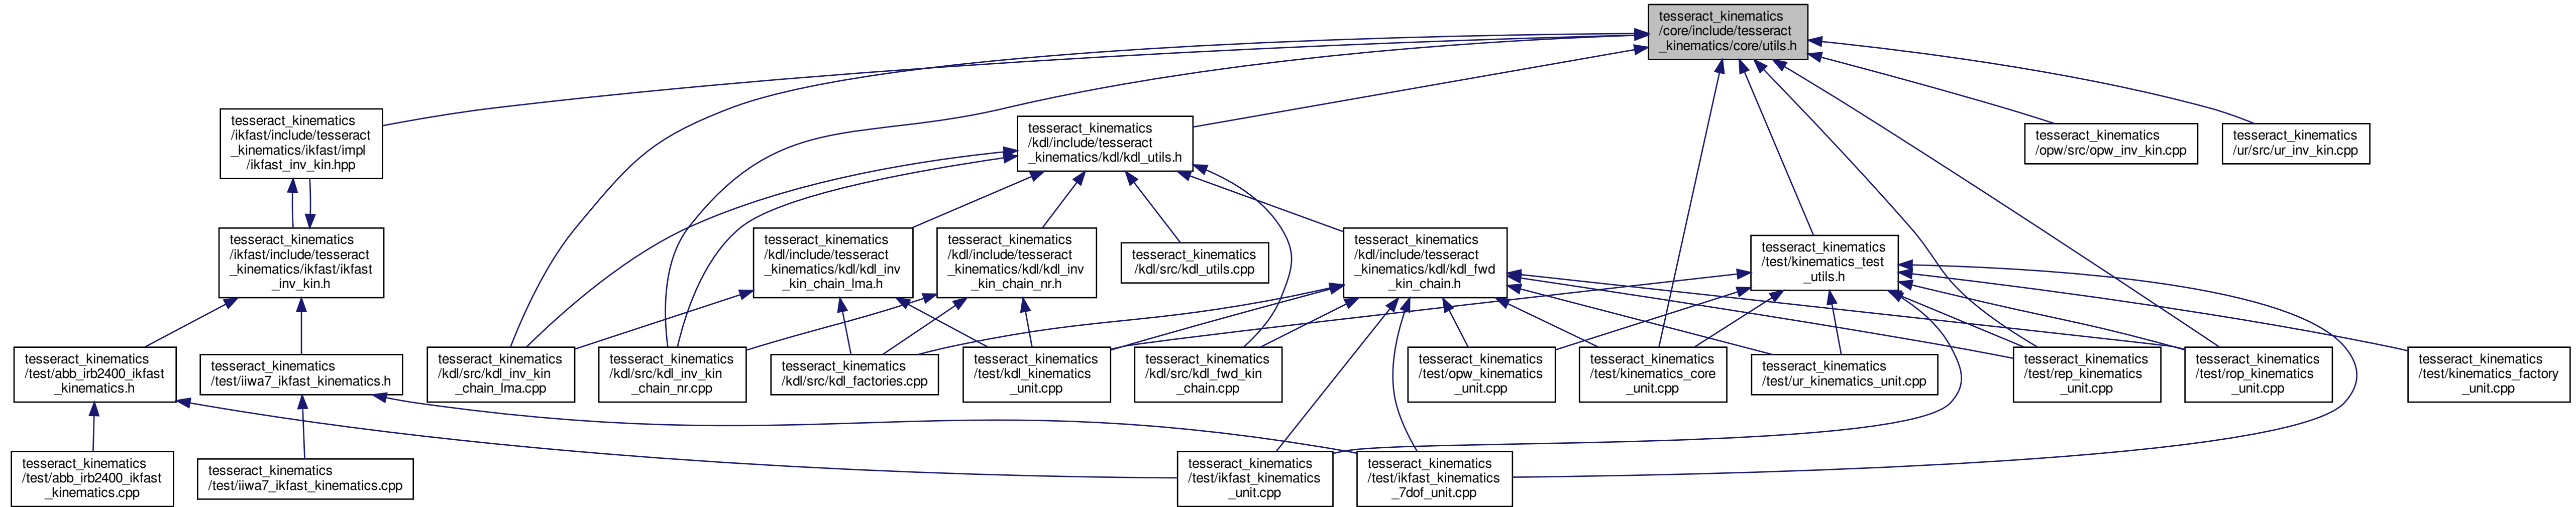 tesseract_kinematics
/core/include/tesseract
_kinematics/core/utils.h
tesseract_kinematics
/ikfast/include/tesseract
_kinematics/ikfast/impl
/ikfast_inv_kin.hpp
tesseract_kinematics
/kdl/include/tesseract
_kinematics/kdl/kdl_utils.h
tesseract_kinematics
/opw/src/opw_inv_kin.cpp
tesseract_kinematics
/ur/src/ur_inv_kin.cpp
tesseract_kinematics
/ikfast/include/tesseract
_kinematics/ikfast/ikfast
_inv_kin.h
tesseract_kinematics
/kdl/include/tesseract
_kinematics/kdl/kdl_inv
_kin_chain_lma.h
tesseract_kinematics
/kdl/include/tesseract
_kinematics/kdl/kdl_inv
_kin_chain_nr.h
tesseract_kinematics
/kdl/src/kdl_utils.cpp
tesseract_kinematics
/kdl/include/tesseract
_kinematics/kdl/kdl_fwd
_kin_chain.h
tesseract_kinematics
/test/kinematics_test
_utils.h
tesseract_kinematics
/test/abb_irb2400_ikfast
_kinematics.h
tesseract_kinematics
/test/iiwa7_ikfast_kinematics.h
tesseract_kinematics
/kdl/src/kdl_inv_kin
_chain_lma.cpp
tesseract_kinematics
/kdl/src/kdl_inv_kin
_chain_nr.cpp
tesseract_kinematics
/kdl/src/kdl_factories.cpp
tesseract_kinematics
/test/kdl_kinematics
_unit.cpp
tesseract_kinematics
/kdl/src/kdl_fwd_kin
_chain.cpp
tesseract_kinematics
/test/opw_kinematics
_unit.cpp
tesseract_kinematics
/test/kinematics_core
_unit.cpp
tesseract_kinematics
/test/ur_kinematics_unit.cpp
tesseract_kinematics
/test/rep_kinematics
_unit.cpp
tesseract_kinematics
/test/rop_kinematics
_unit.cpp
tesseract_kinematics
/test/kinematics_factory
_unit.cpp
tesseract_kinematics
/test/abb_irb2400_ikfast
_kinematics.cpp
tesseract_kinematics
/test/iiwa7_ikfast_kinematics.cpp
tesseract_kinematics
/test/ikfast_kinematics
_unit.cpp
tesseract_kinematics
/test/ikfast_kinematics
_7dof_unit.cpp